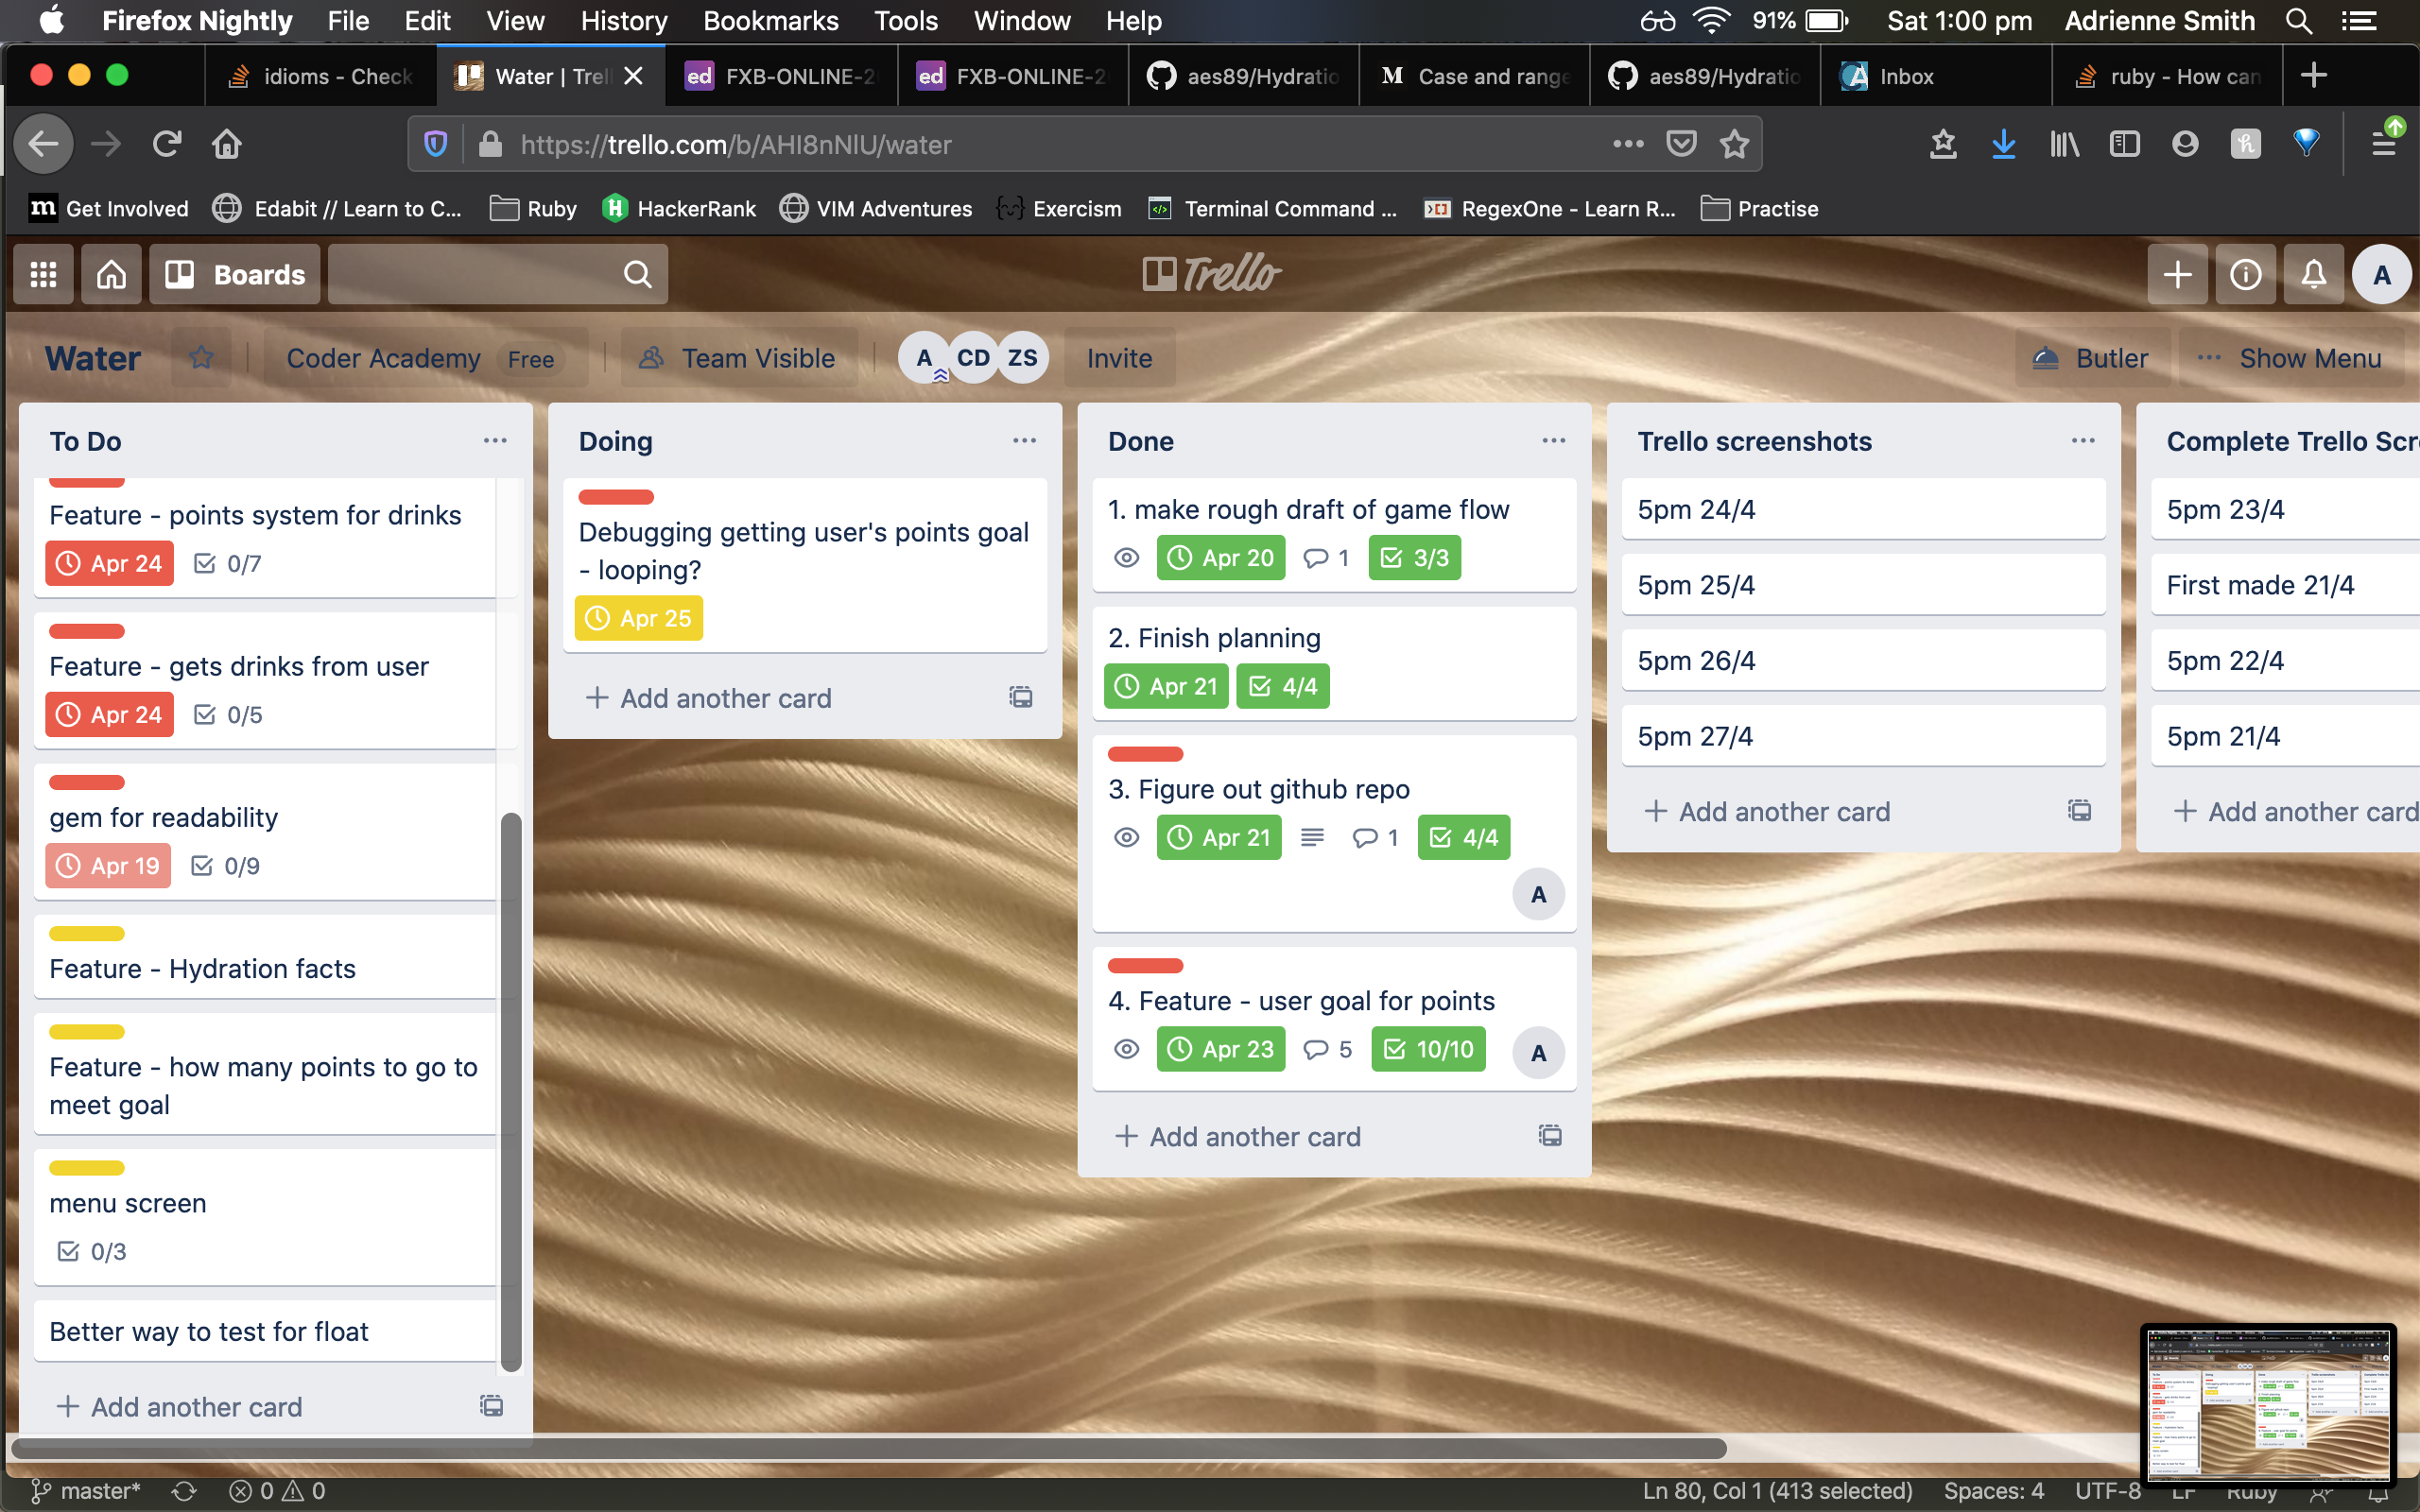 Firefox Nightly File Edit View History Bookmarks Tools Window Help 91% Sat 1:00 pm Adrienne Smith
idioms - Check Water | Trell FXB-ONLINE-2 FXB-ONLINE-2 aes89/Hydratio Case and range aes89/Hydratio Inbox ruby - How can
https://trello.com/b/AHI8nNlU/water
Get Involved Edabit // Learn to C... Ruby HackerRank VIM Adventures Exercism Terminal Command ... RegexOne - Learn R... Practise
Boards Trello A
Water Coder Academy Free Team Visible A CD ZS Invite Butler ... Show Menu
To Do
Feature - points system for drinks
Apr 24 0/7
Feature - gets drinks from user
Apr 24 0/5
gem for readability
Apr 19 0/9
Feature - Hydration facts
Feature - how many points to go to
meet goal
menu screen
0/3
Better way to test for float
+ Add another card
Doing
Debugging getting user's points goal
- looping?
Apr 25
+ Add another card
Done
1. make rough draft of game flow
Apr 20 1 3/3
2. Finish planning
Apr 21 4/4
3. Figure out github repo
Apr 21 1 4/4
A
4. Feature - user goal for points
Apr 23 5 10/10 A
+ Add another card
Trello screenshots
5pm 24/4
5pm 25/4
5pm 26/4
5pm 27/4
+ Add another card
Complete Trello Scr
5pm 23/4
First made 21/4
5pm 22/4
5pm 21/4
+ Add another card
master* 0 0 Ln 80, Col 1 (413 selected) Spaces: 4 UTF-8 LF Ruby